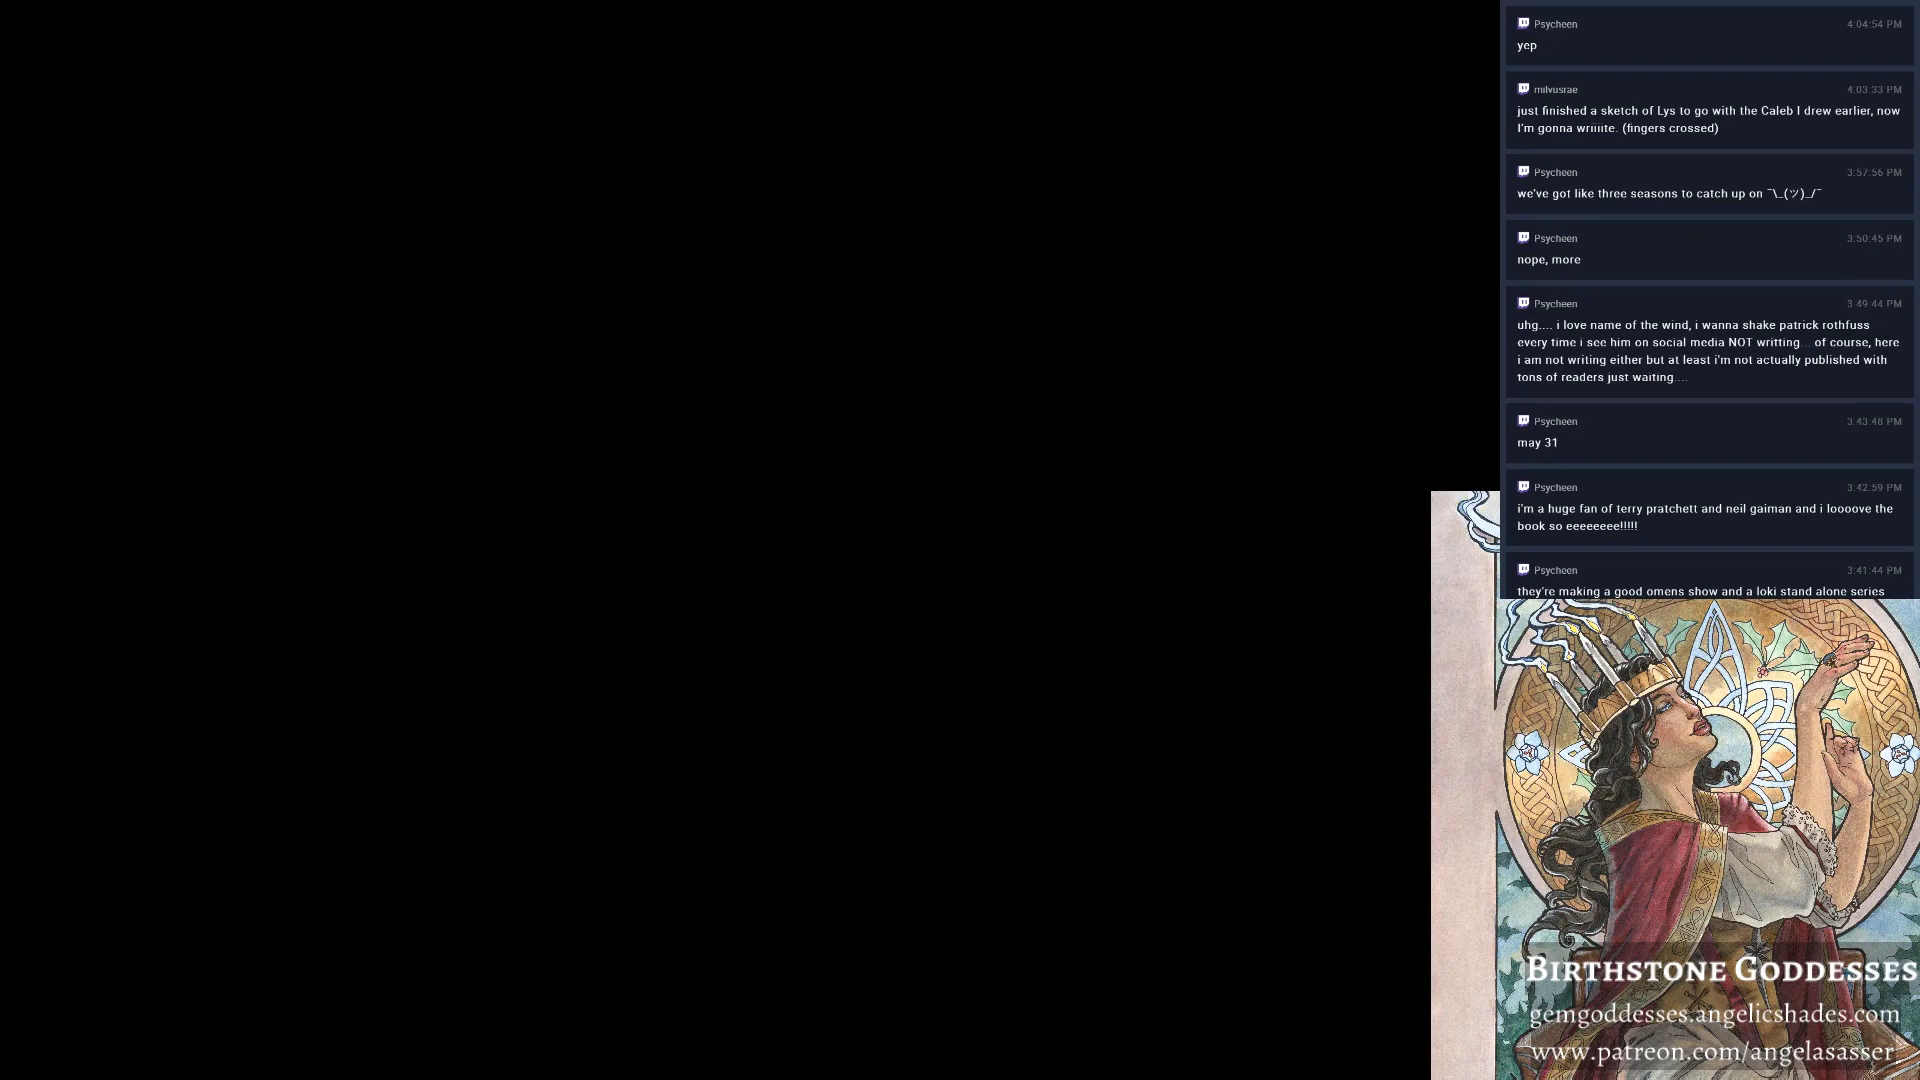 Psycheen 4:04:54 PM
yep
milvusrae 4:03:33 PM
just finished a sketch of Lys to go with the Caleb I drew earlier, now
I'm gonna wriiiite. (fingers crossed)
Psycheen 3:57:56 PM
we've got like three seasons to catch up on ¯\_(ツ)_/¯
Psycheen 3:50:45 PM
nope, more
Psycheen 3:49:44 PM
uhg.... i love name of the wind, i wanna shake patrick rothfuss
every time i see him on social media NOT writting... of course, here
i am not writing either but at least i'm not actually published with
tons of readers just waiting....
Psycheen 3:43:48 PM
may 31
Psycheen 3:42:59 PM
i'm a huge fan of terry pratchett and neil gaiman and i loooove the
book so eeeeeeee!!!!!
Psycheen 3:41:44 PM
they're making a good omens show and a loki stand alone series
Birthstone Goddesses
gemgoddesses.angelicshades.com
www.patreon.com/angelasasser